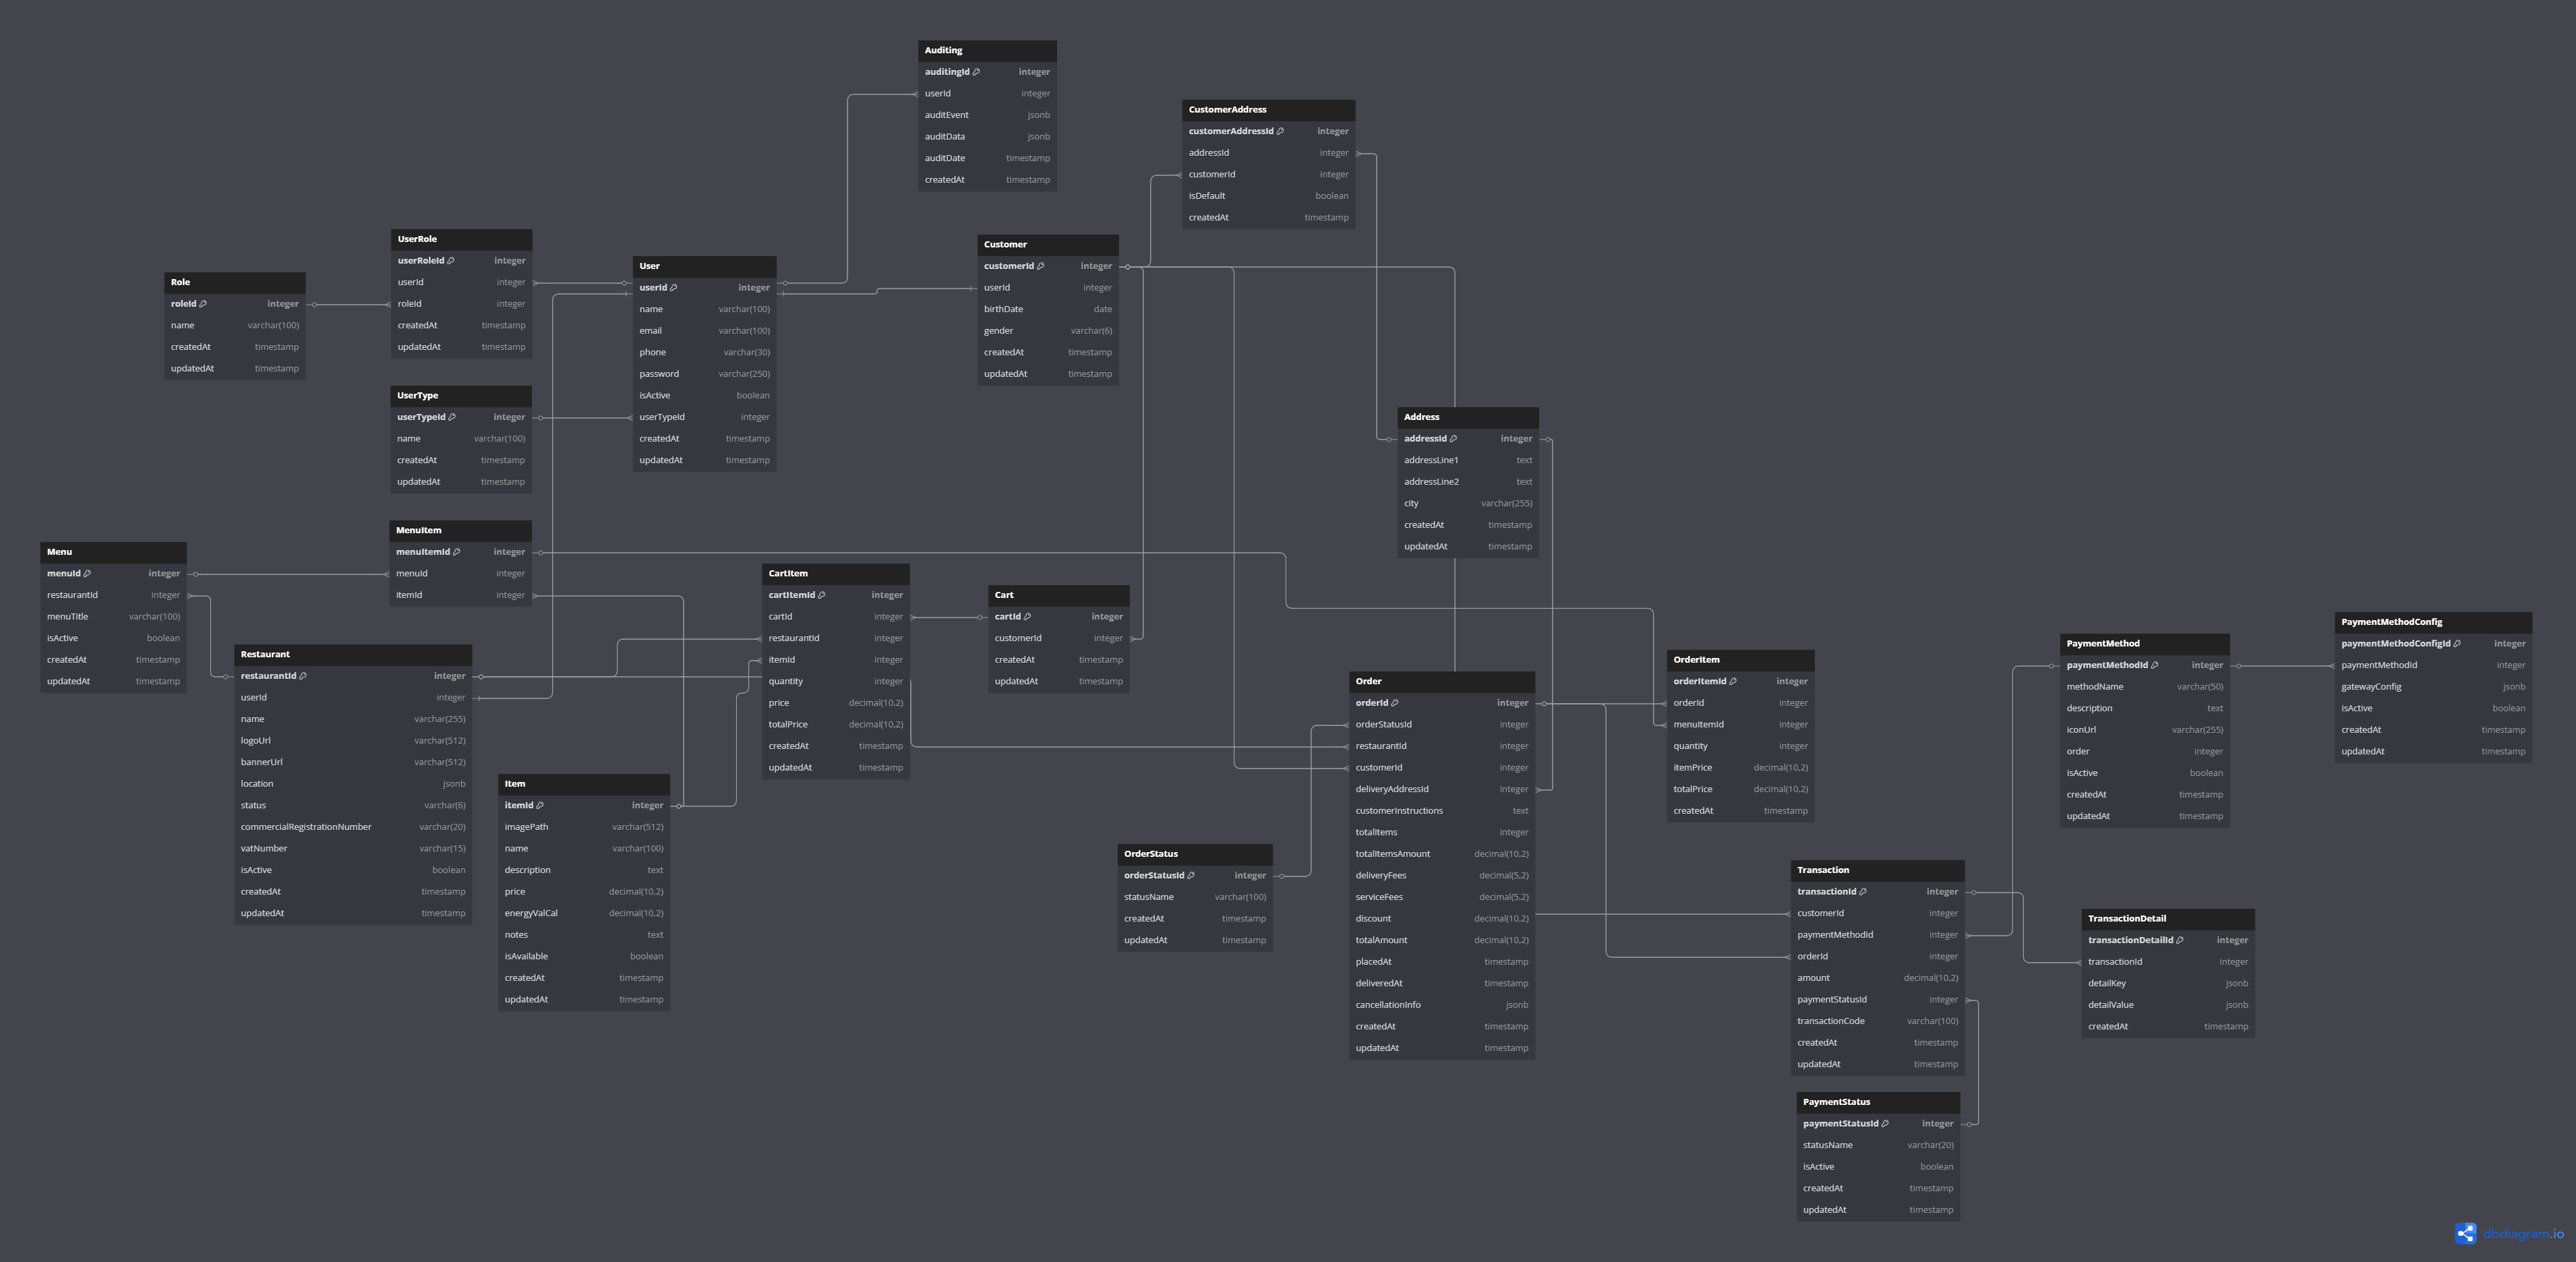 Auditing
auditingId integer
userId integer
auditEvent jsonb
auditData jsonb
auditDate timestamp
createdAt timestamp
CustomerAddress
customerAddressId integer
addressId integer
customerId integer
isDefault boolean
createdAt timestamp
UserRole
userRoleId integer
userId integer
roleId integer
createdAt timestamp
updatedAt timestamp
Customer
customerId integer
userId integer
birthDate date
gender varchar(6)
createdAt timestamp
updatedAt timestamp
User
userId integer
name varchar(100)
email varchar(100)
phone varchar(30)
password varchar(250)
isActive boolean
userTypeId integer
createdAt timestamp
updatedAt timestamp
Role
roleId integer
name varchar(100)
createdAt timestamp
updatedAt timestamp
UserType
userTypeId integer
name varchar(100)
createdAt timestamp
updatedAt timestamp
Address
addressId integer
addressLine1 text
addressLine2 text
city varchar(255)
createdAt timestamp
updatedAt timestamp
MenuItem
menuItemId integer
menuId integer
itemId integer
Menu
menuId integer
restaurantId integer
menuTitle varchar(100)
isActive boolean
createdAt timestamp
updatedAt timestamp
CartItem
cartItemId integer
cartId integer
restaurantId integer
itemId integer
quantity integer
price decimal(10,2)
totalPrice decimal(10,2)
createdAt timestamp
updatedAt timestamp
Cart
cartId integer
customerId integer
createdAt timestamp
updatedAt timestamp
PaymentMethodConfig
paymentMethodConfigId integer
paymentMethodId integer
gatewayConfig jsonb
isActive boolean
createdAt timestamp
updatedAt timestamp
PaymentMethod
paymentMethodId integer
methodName varchar(50)
description text
iconUrl varchar(255)
order integer
isActive boolean
createdAt timestamp
updatedAt timestamp
Restaurant
restaurantId integer
userId integer
name varchar(255)
logoUrl varchar(512)
bannerUrl varchar(512)
location jsonb
status varchar(6)
commercialRegistrationNumber varchar(20)
vatNumber varchar(15)
isActive boolean
createdAt timestamp
updatedAt timestamp
OrderItem
orderItemId integer
orderId integer
menuItemId integer
quantity integer
itemPrice decimal(10,2)
totalPrice decimal(10,2)
createdAt timestamp
Order
orderId integer
orderStatusId integer
restaurantId integer
customerId integer
deliveryAddressId integer
customerInstructions text
totalItems integer
totalItemsAmount decimal(10,2)
deliveryFees decimal(5,2)
serviceFees decimal(5,2)
discount decimal(10,2)
totalAmount decimal(10,2)
placedAt timestamp
deliveredAt timestamp
cancellationInfo jsonb
createdAt timestamp
updatedAt timestamp
Item
itemId integer
imagePath varchar(512)
name varchar(100)
description text
price decimal(10,2)
energyValCal decimal(10,2)
notes text
isAvailable boolean
createdAt timestamp
updatedAt timestamp
OrderStatus
orderStatusId integer
statusName varchar(100)
createdAt timestamp
updatedAt timestamp
Transaction
transactionId integer
customerId integer
paymentMethodId integer
orderId integer
amount decimal(10,2)
paymentStatusId integer
transactionCode varchar(100)
createdAt timestamp
updatedAt timestamp
TransactionDetail
transactionDetailId integer
transactionId integer
detailKey jsonb
detailValue jsonb
createdAt timestamp
PaymentStatus
paymentStatusId integer
statusName varchar(20)
isActive boolean
createdAt timestamp
updatedAt timestamp
dbdiagram.io